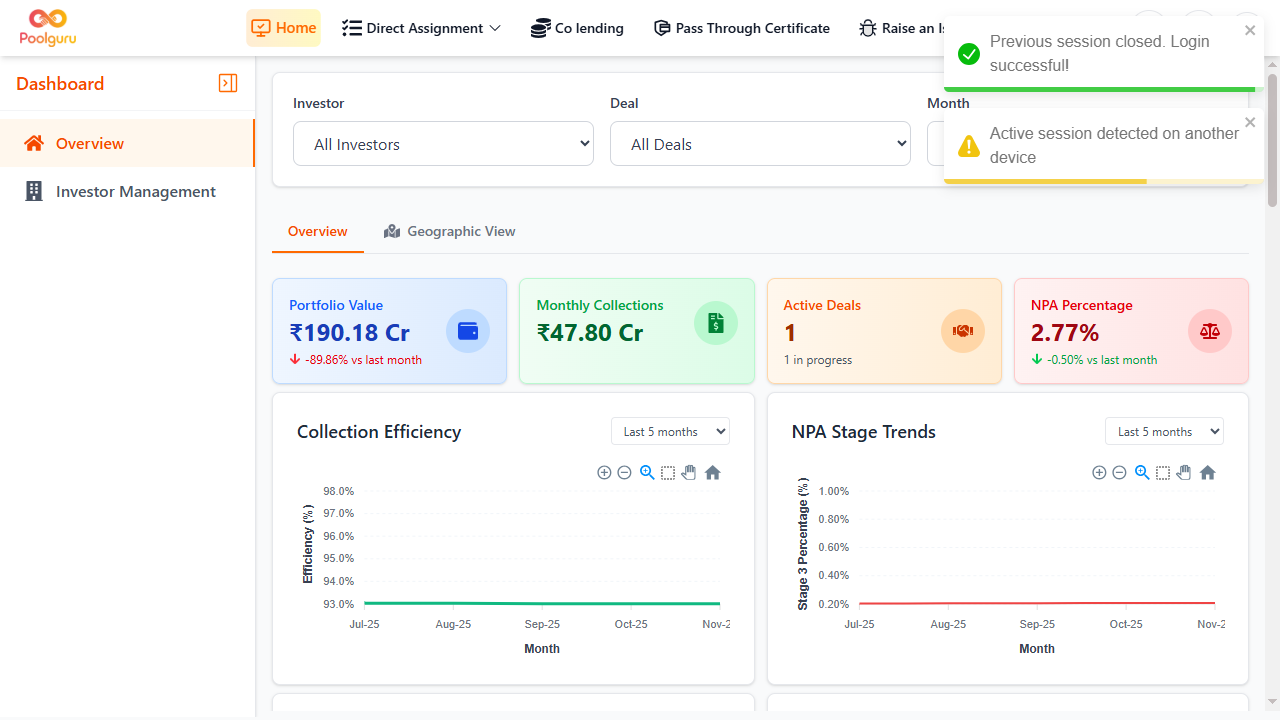 Poolguru
Home
Direct Assignment
Co lending
Pass Through Certificate
Raise an
Previous session closed. Login
successful!
Active session detected on another
device
Dashboard
Overview
Investor Management
Investor
Deal
Month
All Investors
All Deals
Overview
Geographic View
Portfolio Value
₹190.18 Cr
-89.86% vs last month
Monthly Collections
₹47.80 Cr
Active Deals
1
1 in progress
NPA Percentage
2.77%
-0.50% vs last month
Collection Efficiency
Last 5 months
Efficiency (%)
98.0%
97.0%
96.0%
95.0%
94.0%
93.0%
Jul-25
Aug-25
Sep-25
Oct-25
Nov-2
Month
NPA Stage Trends
Last 5 months
Stage 3 Percentage (%)
1.00%
0.80%
0.60%
0.40%
0.20%
Jul-25
Aug-25
Sep-25
Oct-25
Nov-2
Month